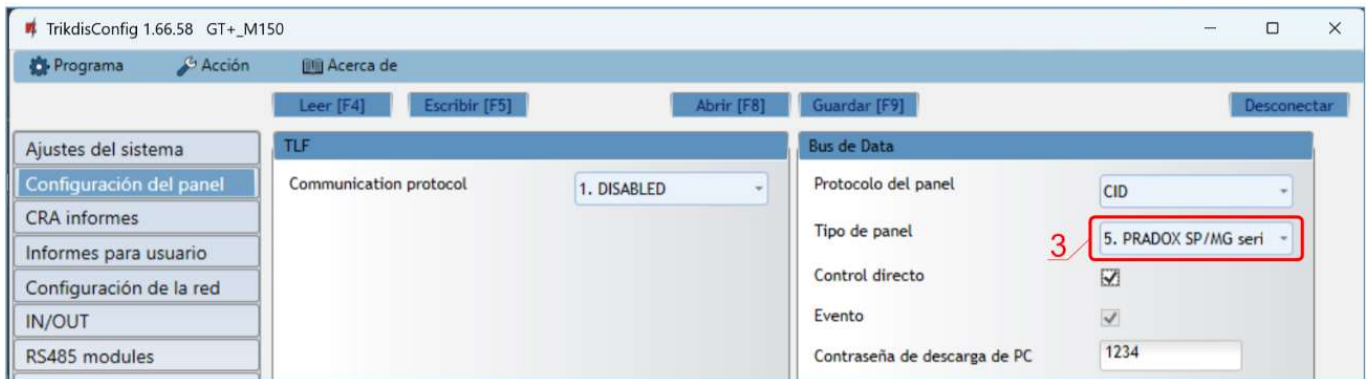 TrikdisConfig 1.66.58 GT+_M150
Programa Acción Acerca de
Leer [F4] Escribir [F5] Abrir [F8] Guardar [F9] Desconectar
Ajustes del sistema
Configuración del panel
CRA informes
Informes para usuario
Configuración de la red
IN/OUT
RS485 modules
TLF
Communication protocol 1. DISABLED
Bus de Data
Protocolo del panel CID
Tipo de panel 3 5. PRADOX SP/MG seri
Control directo
Evento
Contraseña de descarga de PC 1234